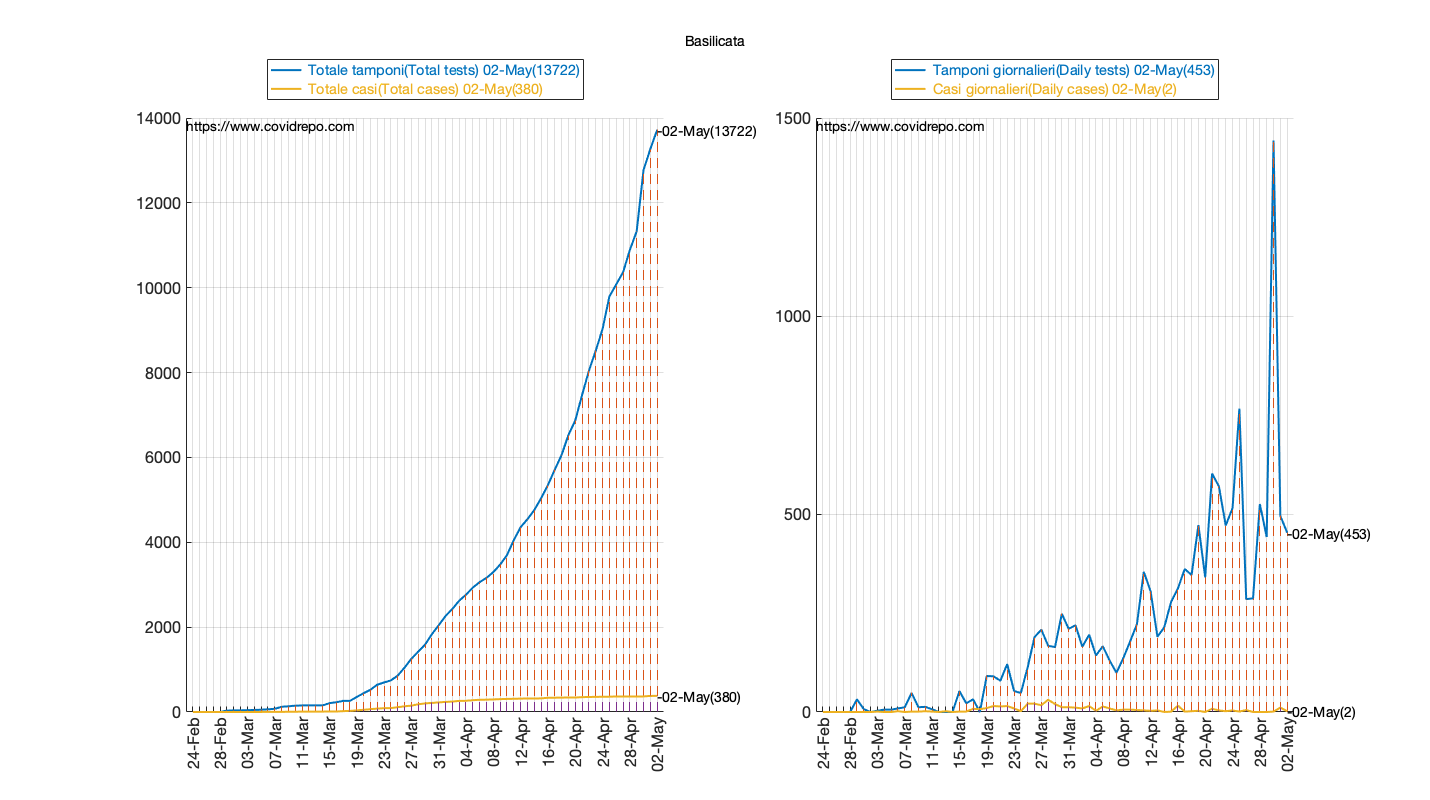 Basilicata
Totale tamponi(Total tests) 02-May(13722)
Totale casi(Total cases) 02-May(380)
https://www.covidrepo.com
14000
12000
10000
8000
6000
4000
2000
0
02-May(13722)
02-May(380)
24-Feb
28-Feb
03-Mar
07-Mar
11-Mar
15-Mar
19-Mar
23-Mar
27-Mar
31-Mar
04-Apr
08-Apr
12-Apr
16-Apr
20-Apr
24-Apr
28-Apr
02-May
Tamponi giornalieri(Daily tests) 02-May(453)
Casi giornalieri(Daily cases) 02-May(2)
https://www.covidrepo.com
1500
1000
500
0
02-May(453)
02-May(2)
24-Feb
28-Feb
03-Mar
07-Mar
11-Mar
15-Mar
19-Mar
23-Mar
27-Mar
31-Mar
04-Apr
08-Apr
12-Apr
16-Apr
20-Apr
24-Apr
28-Apr
02-May